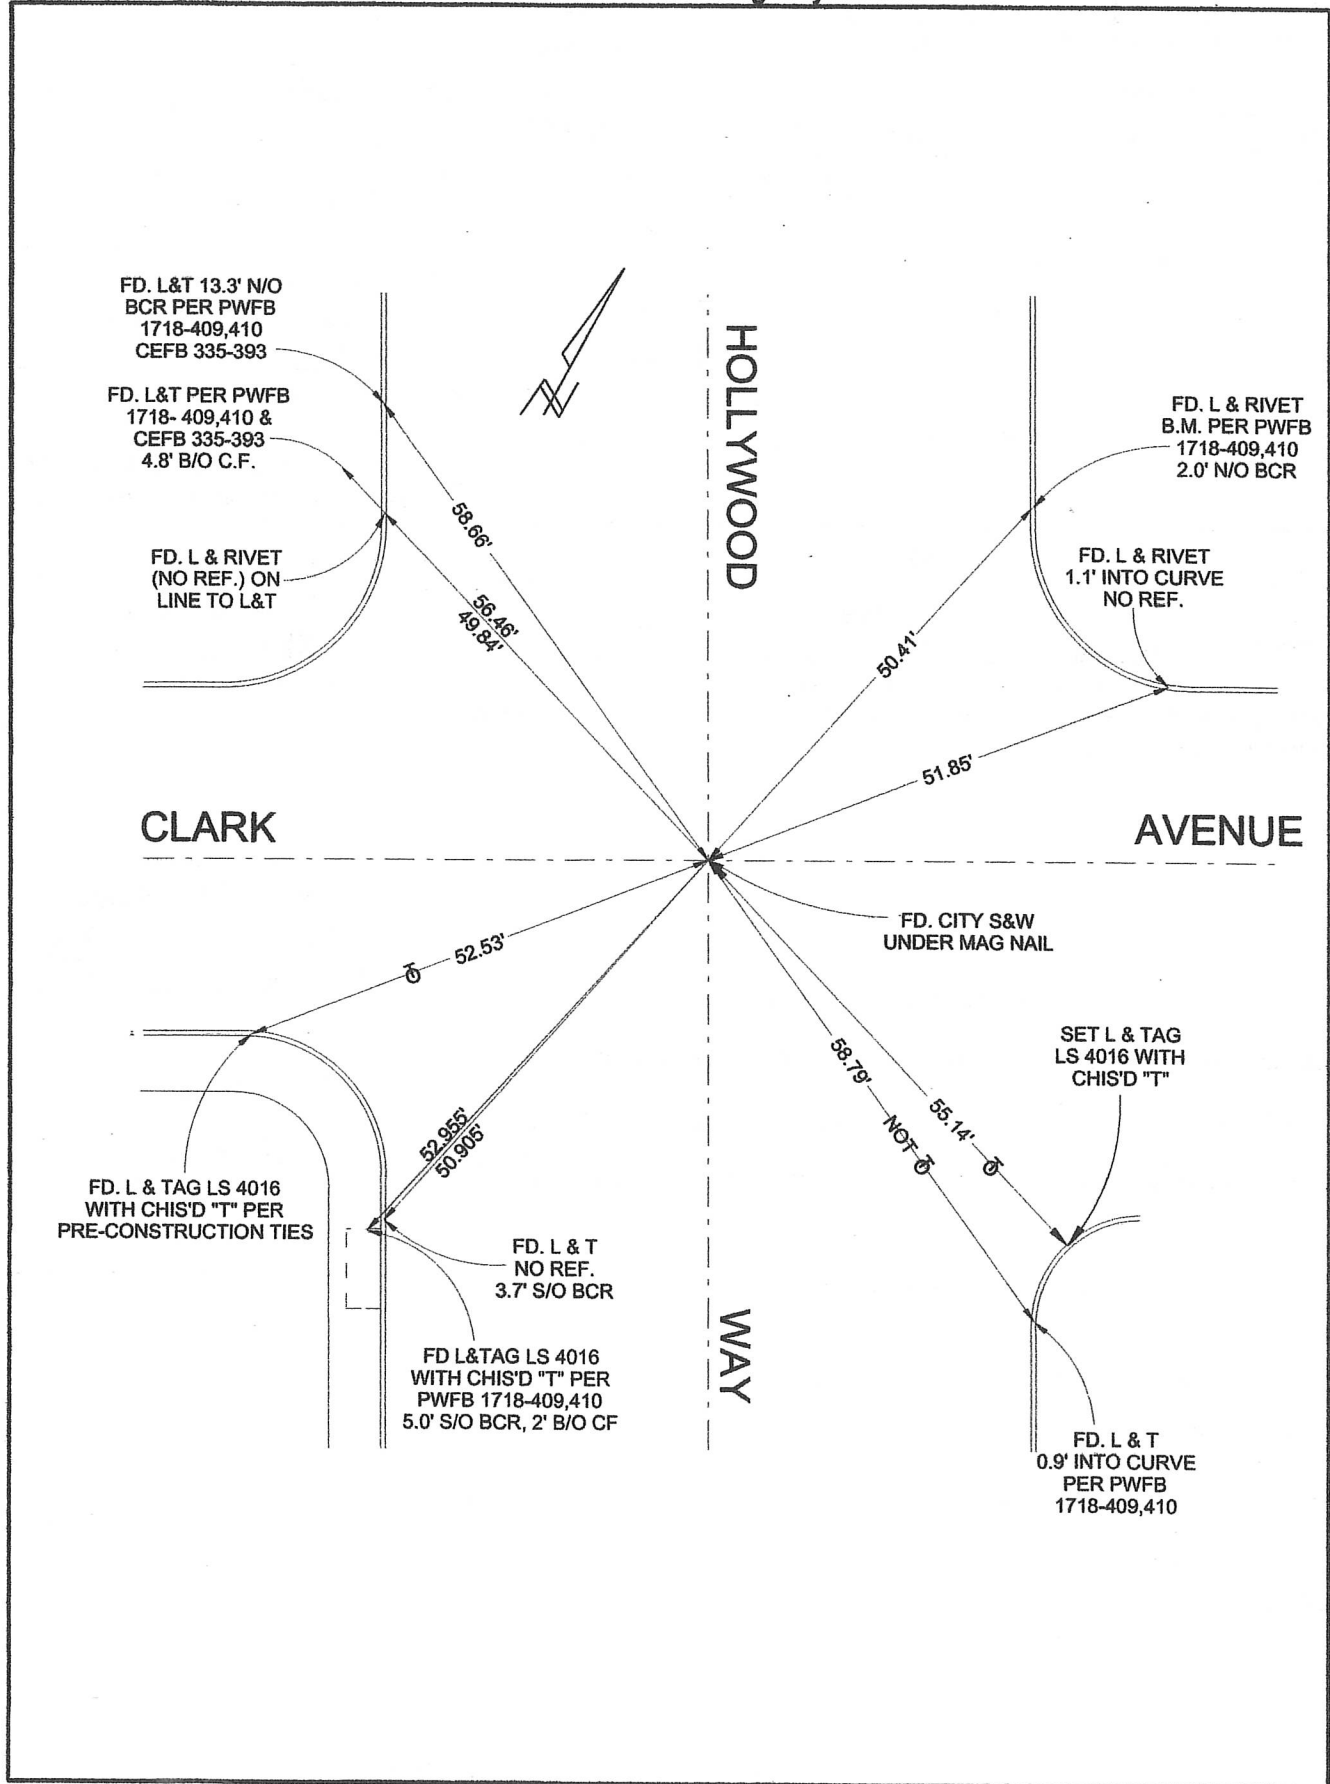 FD. L&T 13.3' N/O
BCR PER PWFB
1718-409,410
CEFB 335-393
FD. L&T PER PWFB
1718- 409,410 &
CEFB 335-393
4.8' B/O C.F.
FD. L & RIVET
(NO REF.) ON
LINE TO L&T
N
HOLLYWOOD
FD. L & RIVET
B.M. PER PWFB
1718-409,410
2.0' N/O BCR
FD. L & RIVET
1.1' INTO CURVE
NO REF.
58.66'
56.46'
49.84'
50.41'
51.85'
CLARK
AVENUE
FD. CITY S&W
UNDER MAG NAIL
52.53'
52.955'
50.905'
58.79'
NOT
55.14'
SET L & TAG
LS 4016 WITH
CHIS'D "T"
FD. L & TAG LS 4016
WITH CHIS'D "T" PER
PRE-CONSTRUCTION TIES
FD. L & T
NO REF.
3.7' S/O BCR
FD L&TAG LS 4016
WITH CHIS'D "T" PER
PWFB 1718-409,410
5.0' S/O BCR, 2' B/O CF
WAY
FD. L & T
0.9' INTO CURVE
PER PWFB
1718-409,410